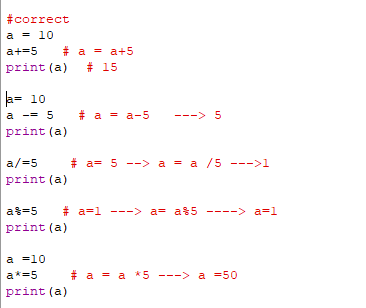 #correct
a = 10
a+=5   # a = a+5
print(a)  # 15
a= 10
a -= 5   # a = a-5   ---> 5
print(a)
a/=5    # a= 5 --> a = a /5 --->1
print(a)
a%=5   # a=1 ---> a= a%5 ----> a=1
print(a)
a =10
a*=5    # a = a *5 ---> a =50
print(a)